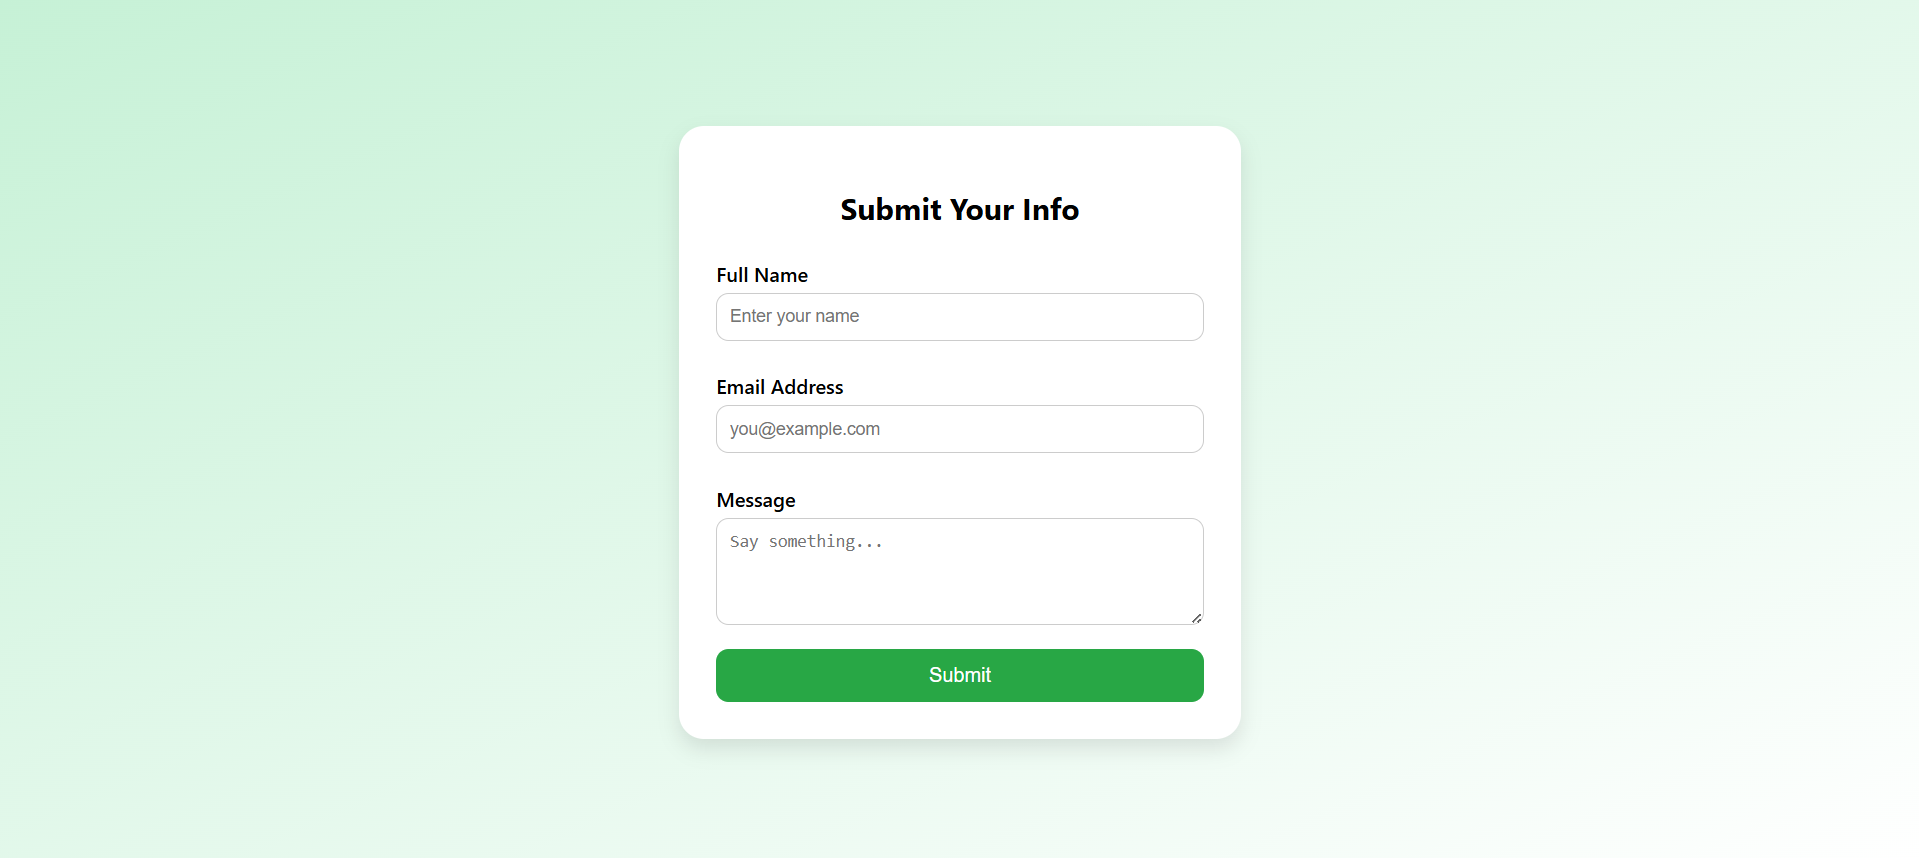 Submit Your Info
Full Name
Enter your name
Email Address
you@example.com
Message
Say something...
Submit